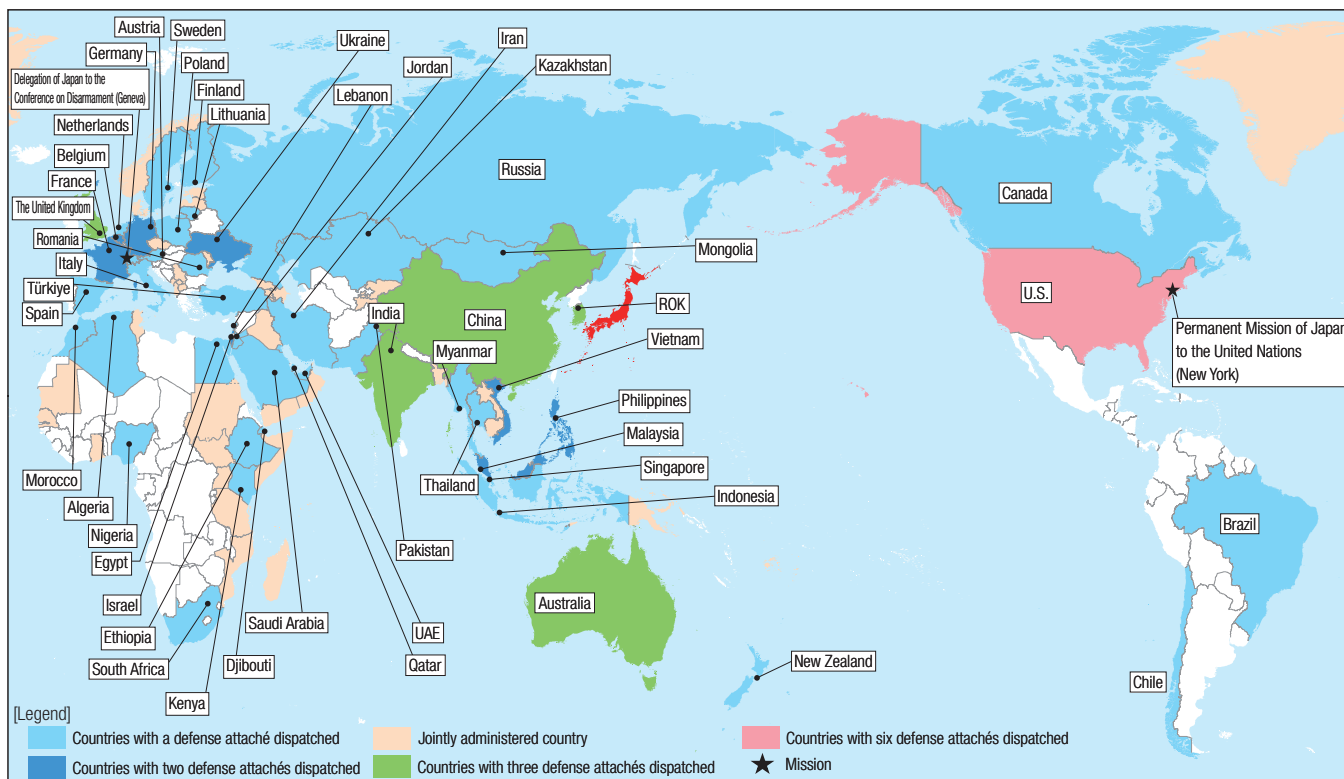 Austria
Sweden
Germany
Poland
Delegation of Japan to the
Conference on Disarmament (Geneva)
Finland
Netherlands
Lithuania
Belgium
France
The United Kingdom
Romania
Italy
Türkiye
Spain
Ukraine
Jordan
Lebanon
Iran
Kazakhstan
Russia
Mongolia
India
China
ROK
Myanmar
Vietnam
Philippines
Malaysia
Singapore
Thailand
Indonesia
Morocco
Algeria
Nigeria
Egypt
Israel
Ethiopia
South Africa
Kenya
Djibouti
Saudi Arabia
Pakistan
UAE
Qatar
Australia
New Zealand
Canada
U.S.
Permanent Mission of Japan
to the United Nations
(New York)
Brazil
Chile
[Legend]
Countries with a defense attaché dispatched
Jointly administered country
Countries with six defense attachés dispatched
Countries with two defense attachés dispatched
Countries with three defense attachés dispatched
Mission